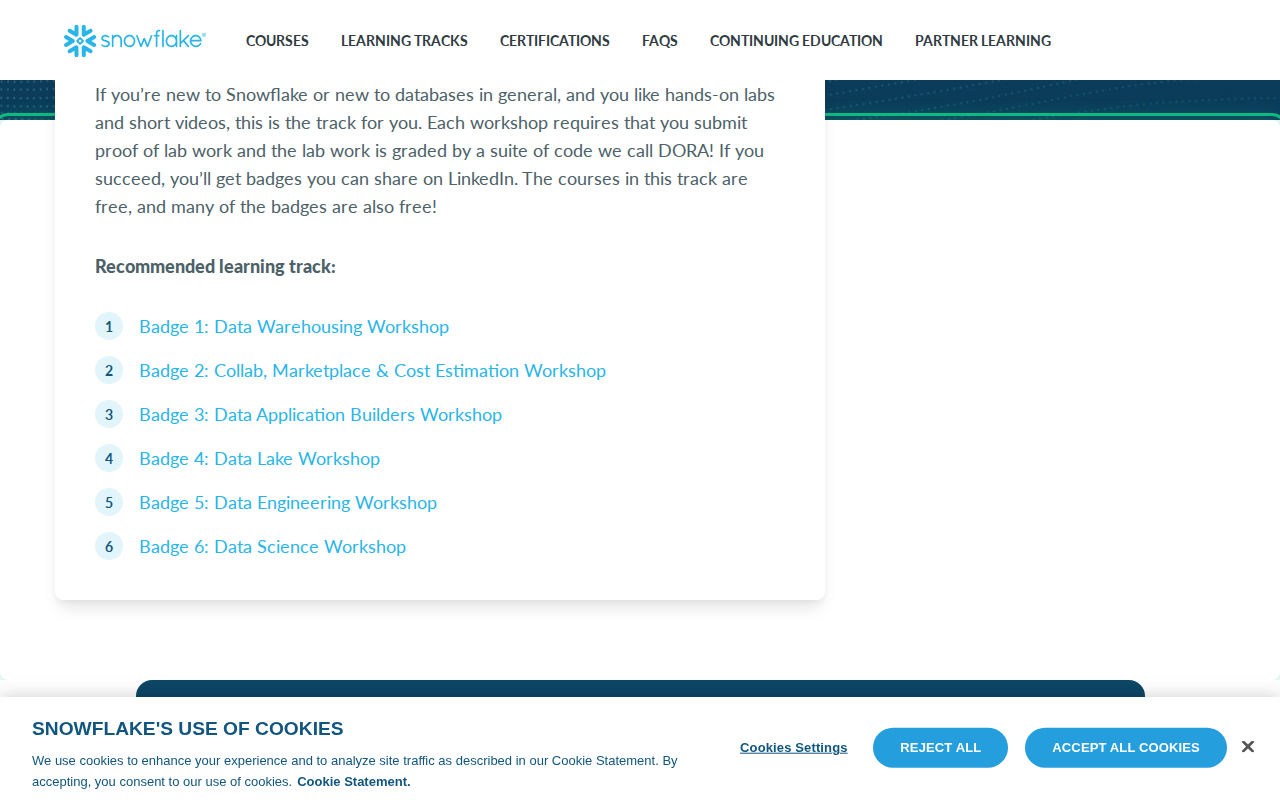 snowflake®
COURSES
LEARNING TRACKS
CERTIFICATIONS
FAQS
CONTINUING EDUCATION
PARTNER LEARNING
If you’re new to Snowflake or new to databases in general, and you like hands-on labs
and short videos, this is the track for you. Each workshop requires that you submit
proof of lab work and the lab work is graded by a suite of code we call DORA! If you
succeed, you’ll get badges you can share on LinkedIn. The courses in this track are
free, and many of the badges are also free!
Recommended learning track:
1 Badge 1: Data Warehousing Workshop
2 Badge 2: Collab, Marketplace & Cost Estimation Workshop
3 Badge 3: Data Application Builders Workshop
4 Badge 4: Data Lake Workshop
5 Badge 5: Data Engineering Workshop
6 Badge 6: Data Science Workshop
SNOWFLAKE'S USE OF COOKIES
We use cookies to enhance your experience and to analyze site traffic as described in our Cookie Statement. By
accepting, you consent to our use of cookies. Cookie Statement.
Cookies Settings
REJECT ALL
ACCEPT ALL COOKIES